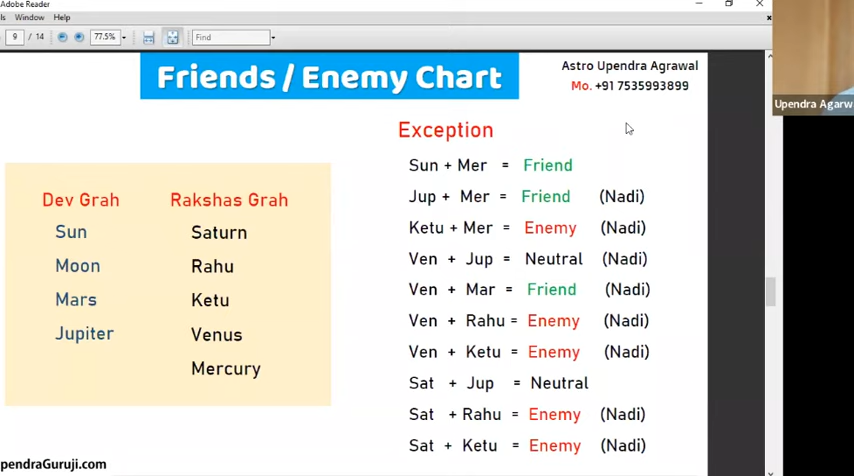 Adobe Reader
ls Window Help
9 / 14 77.5% Find
Friends / Enemy Chart
Astro Upendra Agrawal
Mo. +91 7535993899
Upendra Agarw
Exception
Sun + Mer = Friend
Jup + Mer = Friend (Nadi)
Ketu + Mer = Enemy (Nadi)
Ven + Jup = Neutral (Nadi)
Ven + Mar = Friend (Nadi)
Ven + Rahu = Enemy (Nadi)
Ven + Ketu = Enemy (Nadi)
Sat + Jup = Neutral
Sat + Rahu = Enemy (Nadi)
Sat + Ketu = Enemy (Nadi)
Dev Grah Rakshas Grah
Sun Saturn
Moon Rahu
Mars Ketu
Jupiter Venus
Mercury
pendraGuruji.com